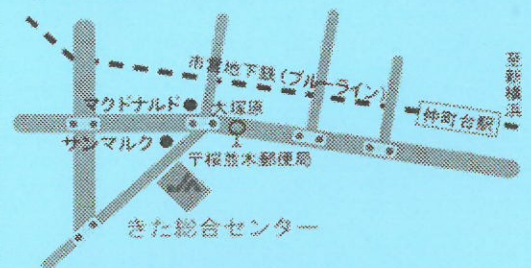 市営地下鉄(ブルーライン)
至新横浜
仲町台駅
マクドナルド
大塚原
サンマルク
〒桜並木郵便局
きた総合センター